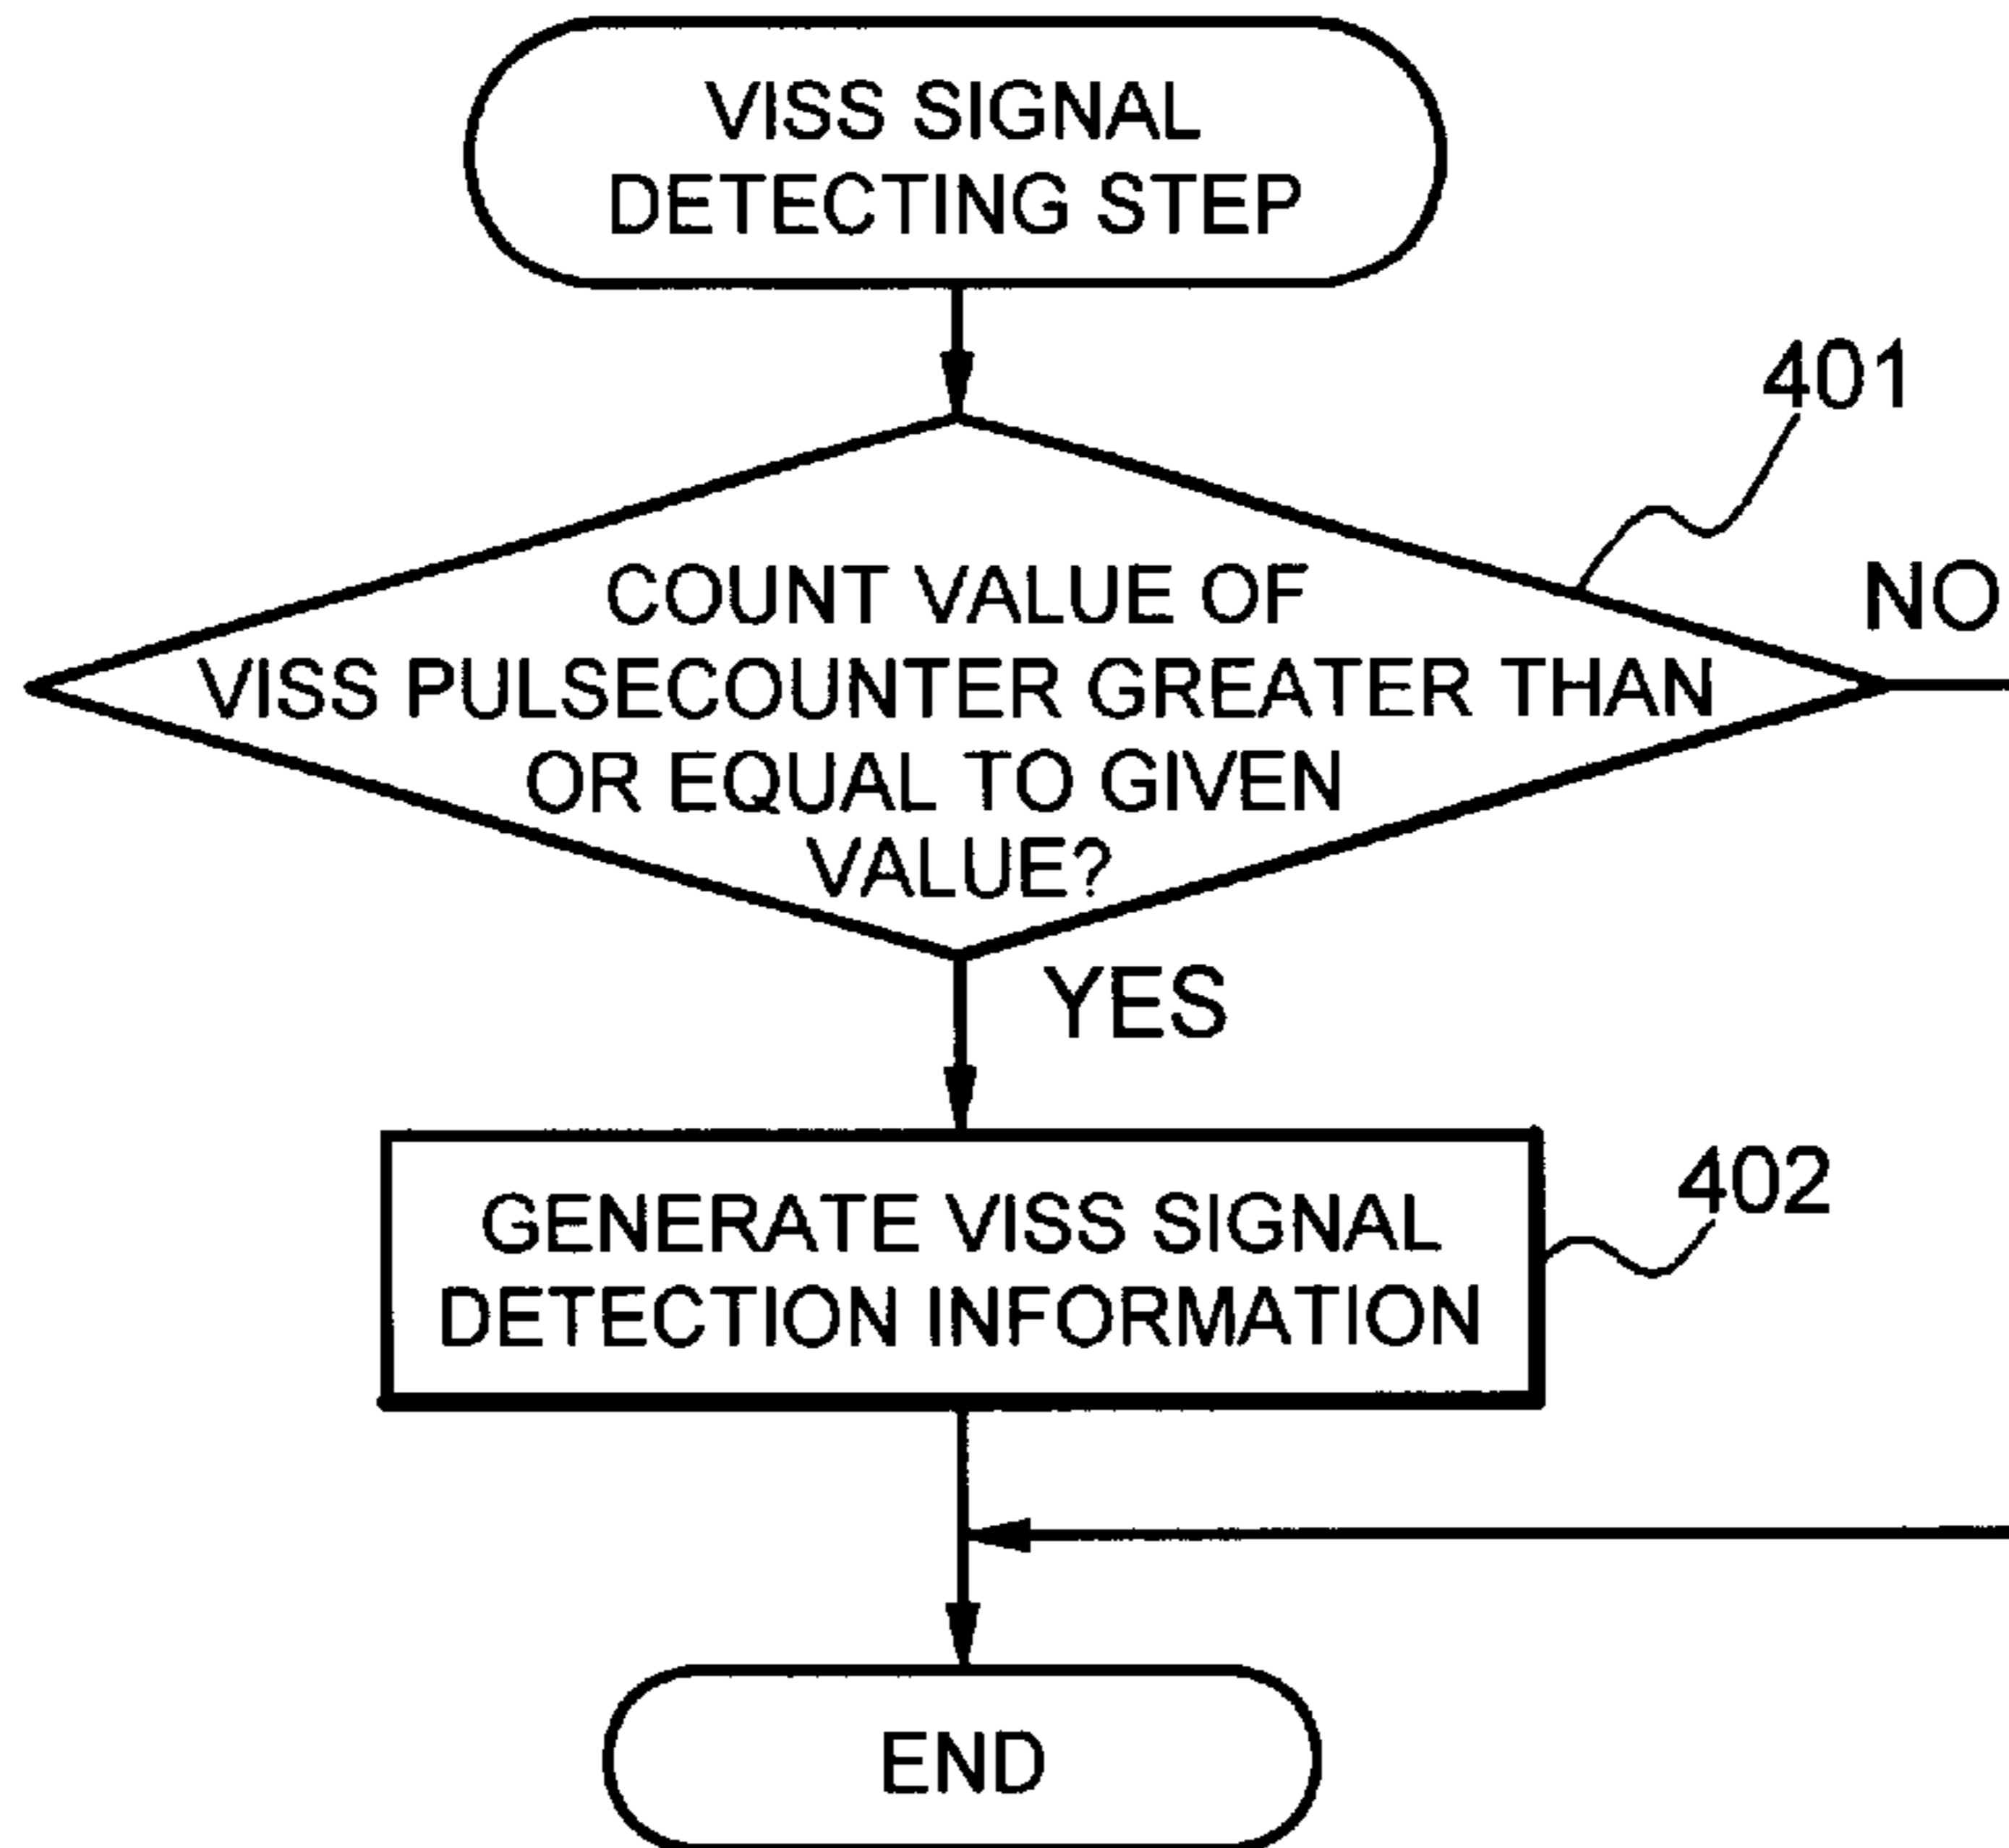 VISS SIGNAL
DETECTING STEP
401
COUNT VALUE OF
VISS PULSECOUNTER GREATER THAN
OR EQUAL TO GIVEN
VALUE?
NO
YES
GENERATE VISS SIGNAL
DETECTION INFORMATION
402
END